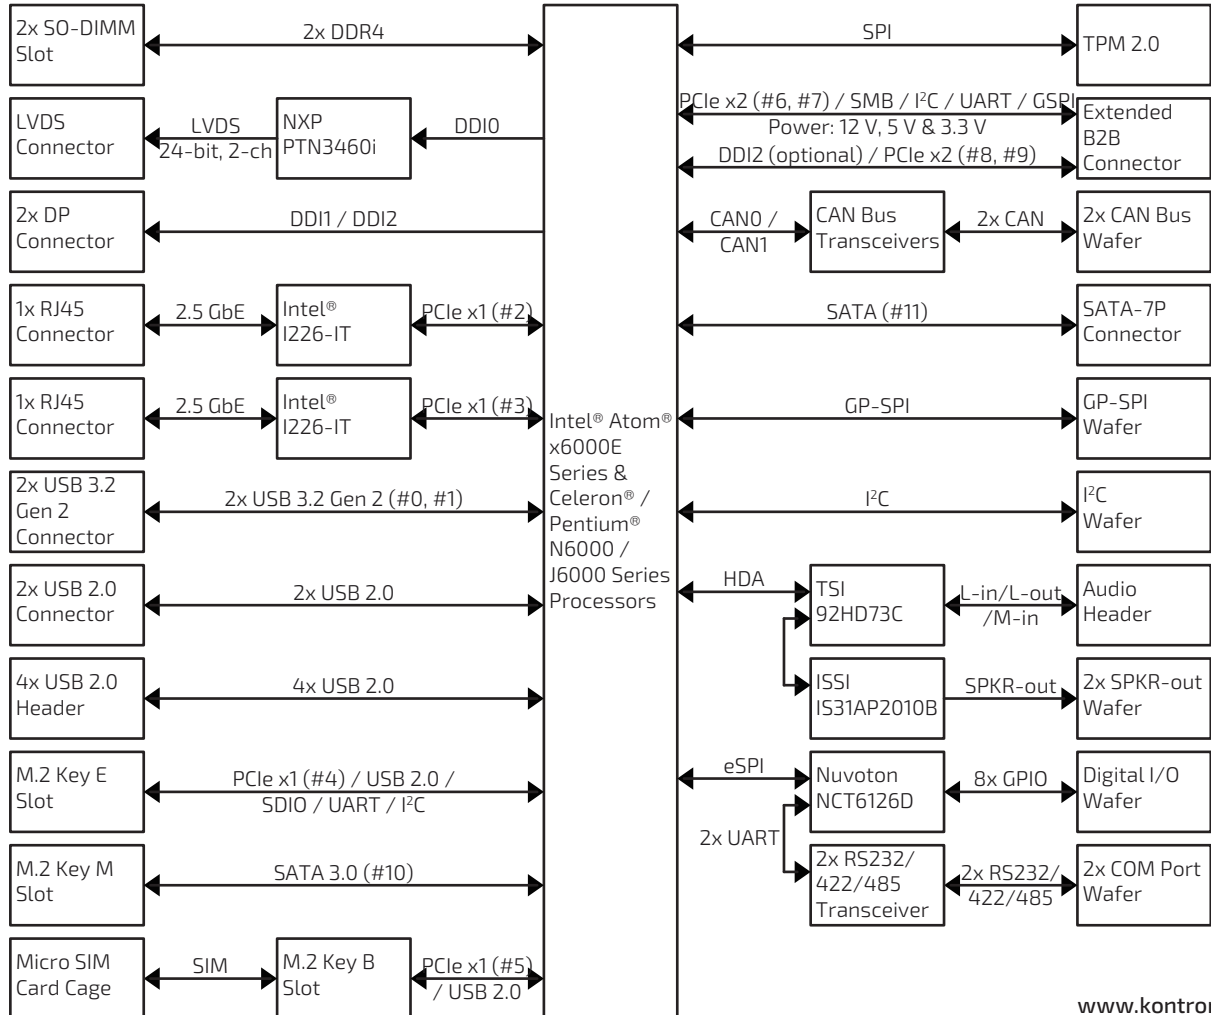 2x SO-DIMM
Slot
2x DDR4
LVDS
Connector
LVDS
24-bit, 2-ch
NXP
PTN3460i
DDI0
2x DP
Connector
DDI1 / DDI2
1x RJ45
Connector
2.5 GbE
Intel®
I226-IT
PCIe x1 (#2)
1x RJ45
Connector
2.5 GbE
Intel®
I226-IT
PCIe x1 (#3)
2x USB 3.2
Gen 2
Connector
2x USB 3.2 Gen 2 (#0, #1)
2x USB 2.0
Connector
2x USB 2.0
4x USB 2.0
Header
4x USB 2.0
M.2 Key E
Slot
PCIe x1 (#4) / USB 2.0 /
SDIO / UART / I²C
M.2 Key M
Slot
SATA 3.0 (#10)
Micro SIM
Card Cage
SIM
M.2 Key B
Slot
PCIe x1 (#5)
/ USB 2.0
Intel® Atom®
x6000E
Series &
Celeron® /
Pentium®
N6000 /
J6000 Series
Processors
SPI
TPM 2.0
PCIe x2 (#6, #7) / SMB / I²C / UART / GSPI
Power: 12 V, 5 V & 3.3 V
DDI2 (optional) / PCIe x2 (#8, #9)
Extended
B2B
Connector
CAN0 /
CAN1
CAN Bus
Transceivers
2x CAN
2x CAN Bus
Wafer
SATA (#11)
SATA-7P
Connector
GP-SPI
GP-SPI
Wafer
I²C
I²C
Wafer
HDA
TSI
92HD73C
L-in/L-out
/M-in
Audio
Header
ISSI
IS31AP2010B
SPKR-out
2x SPKR-out
Wafer
eSPI
Nuvoton
NCT6126D
8x GPIO
Digital I/O
Wafer
2x UART
2x RS232/
422/485
Transceiver
2x RS232/
422/485
2x COM Port
Wafer
www.kontron